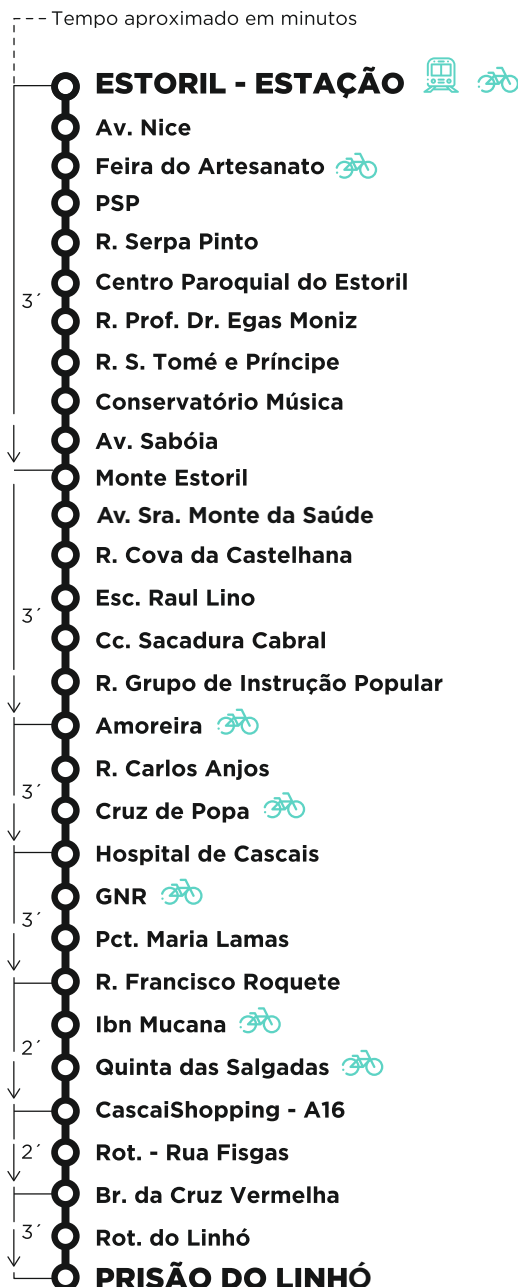 Tempo aproximado em minutos
ESTORIL - ESTAÇÃO
Av. Nice
Feira do Artesanato
PSP
R. Serpa Pinto
Centro Paroquial do Estoril
3´
R. Prof. Dr. Egas Moniz
R. S. Tomé e Príncipe
Conservatório Música
Av. Sabóia
Monte Estoril
Av. Sra. Monte da Saúde
R. Cova da Castelhana
Esc. Raul Lino
3´
Cc. Sacadura Cabral
R. Grupo de Instrução Popular
Amoreira
R. Carlos Anjos
3´
Cruz de Popa
Hospital de Cascais
GNR
3´
Pct. Maria Lamas
R. Francisco Roquete
Ibn Mucana
2´
Quinta das Salgadas
CascaiShopping - A16
2´
Rot. - Rua Fisgas
Br. da Cruz Vermelha
3´
Rot. do Linhó
PRISÃO DO LINHÓ